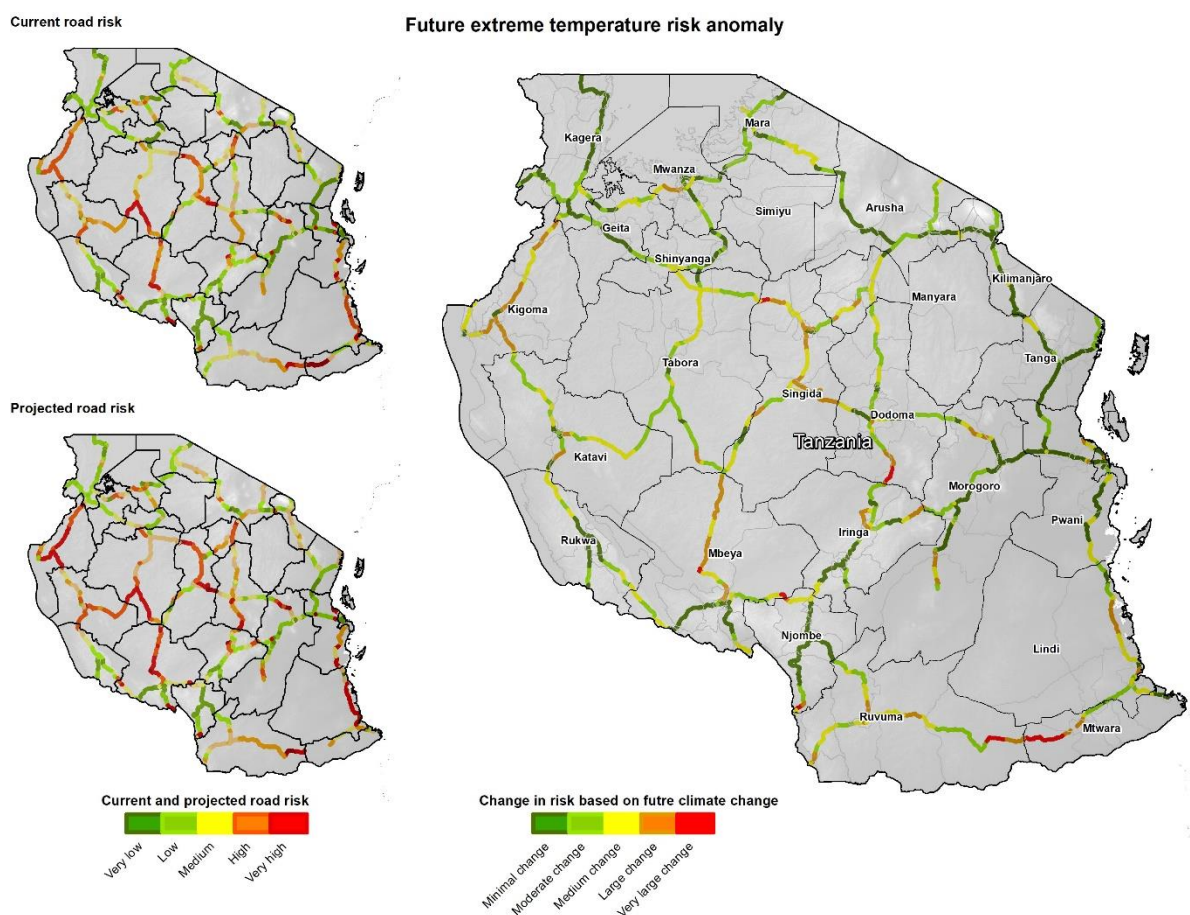 Current road risk
Future extreme temperature risk anomaly
Kagera
Mara
Mwanza
Simiyu
Arusha
Geita
Shinyanga
Kilimanjaro
Manyara
Kigoma
Tabora
Tanga
Singida
Dodoma
Tanzania
Katavi
Morogoro
Pwani
Iringa
Rukwa
Mbeya
Njombe
Lindi
Ruvuma
Mtwara
Projected road risk
Current and projected road risk
Very low
Low
Medium
High
Very high
Change in risk based on futre climate change
Minimal change
Moderate change
Medium change
Large change
Very large change